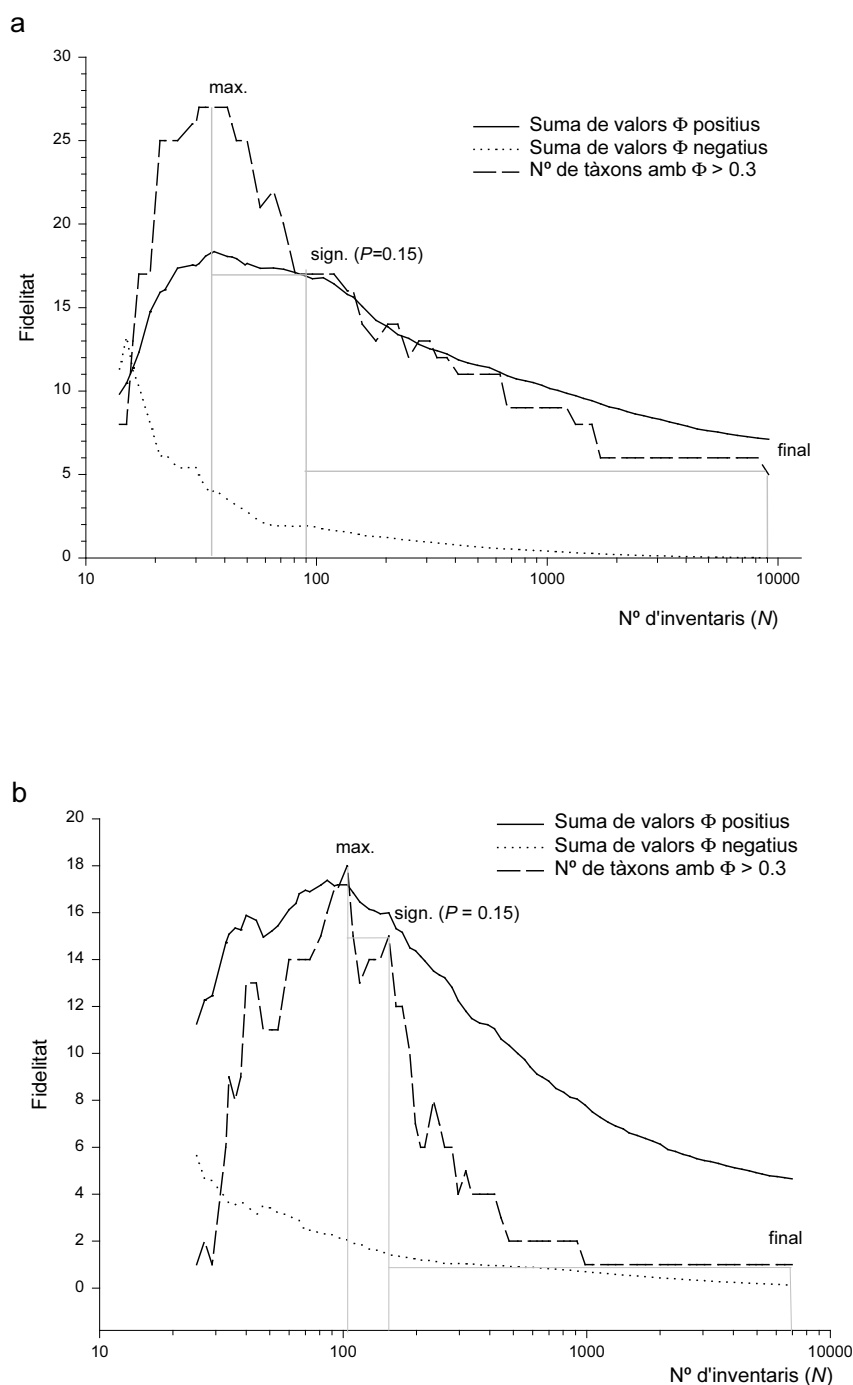 a
30
25
20
15
10
5
0
Fidelitat
max.
sign. (P=0.15)
final
Suma de valors Φ positius
Suma de valors Φ negatius
Nº de tàxons amb Φ > 0.3
10 100 1000 10000
Nº d'inventaris (N)
b
20
18
16
14
12
10
8
6
4
2
0
Fidelitat
max.
sign. (P = 0.15)
final
Suma de valors Φ positius
Suma de valors Φ negatius
Nº de tàxons amb Φ > 0.3
10 100 1000 10000
Nº d'inventaris (N)